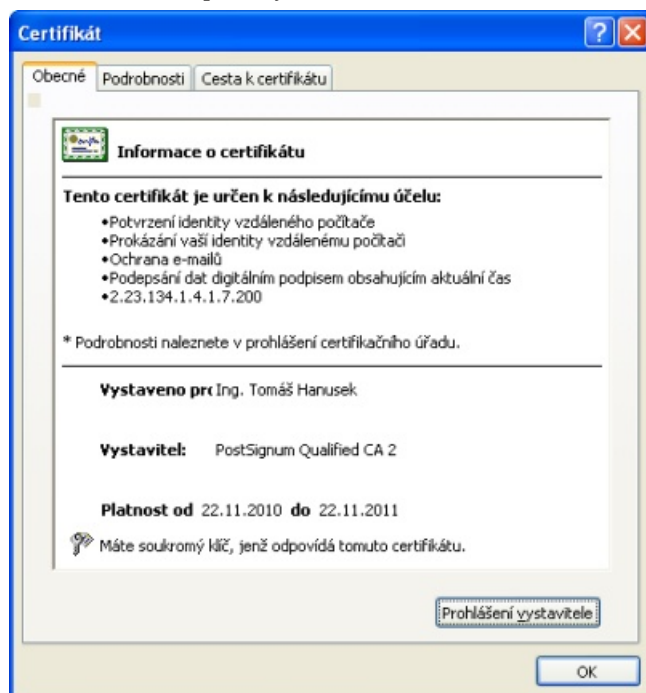 Certifikát
Obecné Podrobnosti Cesta k certifikátu
Informace o certifikátu
Tento certifikát je určen k následujícímu účelu:
•Potvrzení identity vzdáleného počítače
•Prokázání vaší identity vzdálenému počítači
•Ochrana e-mailů
•Podepsání dat digitálním podpisem obsahujícím aktuální čas
•2.23.134.1.4.1.7.200
* Podrobnosti naleznete v prohlášení certifikačního úřadu.
Vystaveno pro Ing. Tomáš Hanusek
Vystavitel: PostSignum Qualified CA 2
Platnost od 22.11.2010 do 22.11.2011
Máte soukromý klíč, jenž odpovídá tomuto certifikátu.
Prohlášení vystavitele
OK